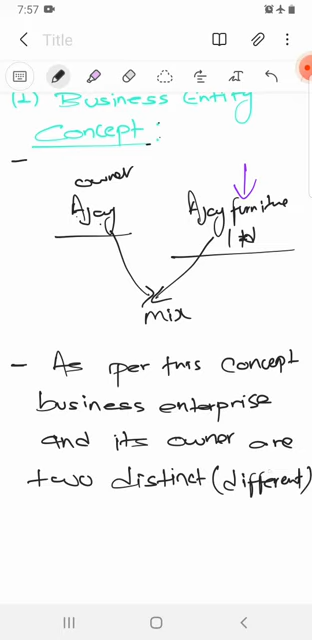 7:57
Title
(1) Business Entity
Concept :
-
owner
Ajay
Ajay furniture
ltd
mix
- As per this concept
business enterprise
and its owner are
two distinct (different)